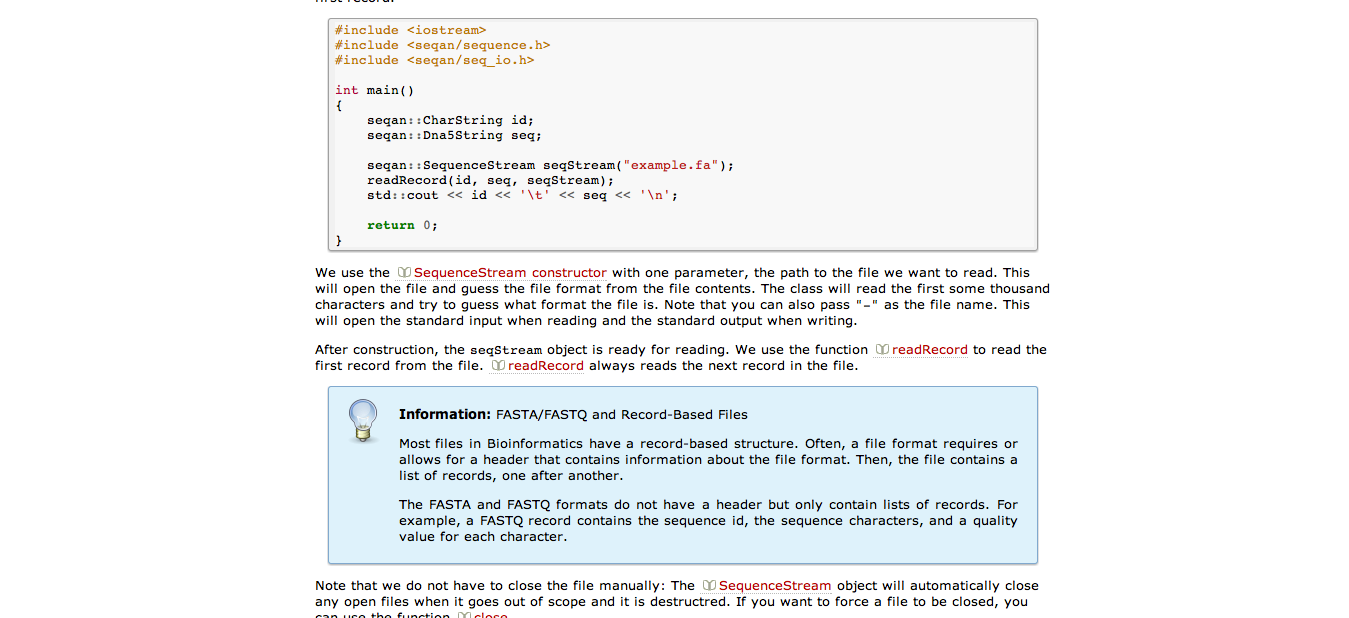 first record.
#include <iostream>
#include <seqan/sequence.h>
#include <seqan/seq_io.h>
int main()
{
    seqan::CharString id;
    seqan::Dna5String seq;
    seqan::SequenceStream seqStream("example.fa");
    readRecord(id, seq, seqStream);
    std::cout << id << '\t' << seq << '\n';
    return 0;
}
We use the SequenceStream constructor with one parameter, the path to the file we want to read. This
will open the file and guess the file format from the file contents. The class will read the first some thousand
characters and try to guess what format the file is. Note that you can also pass "-" as the file name. This
will open the standard input when reading and the standard output when writing.
After construction, the seqStream object is ready for reading. We use the function readRecord to read the
first record from the file. readRecord always reads the next record in the file.
Information: FASTA/FASTQ and Record-Based Files
Most files in Bioinformatics have a record-based structure. Often, a file format requires or
allows for a header that contains information about the file format. Then, the file contains a
list of records, one after another.
The FASTA and FASTQ formats do not have a header but only contain lists of records. For
example, a FASTQ record contains the sequence id, the sequence characters, and a quality
value for each character.
Note that we do not have to close the file manually: The SequenceStream object will automatically close
any open files when it goes out of scope and it is destructred. If you want to force a file to be closed, you
can use the function close.